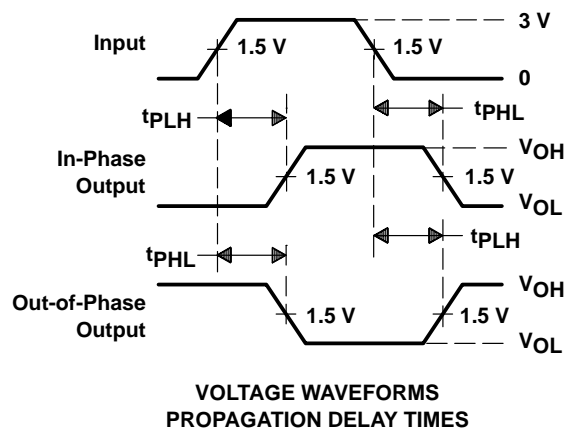 3 V
Input
1.5 V
1.5 V
0
tPLH
tPHL
In-Phase
Output
VOH
1.5 V
1.5 V
VOL
tPHL
tPLH
Out-of-Phase
Output
VOH
1.5 V
1.5 V
VOL
VOLTAGE WAVEFORMS
PROPAGATION DELAY TIMES